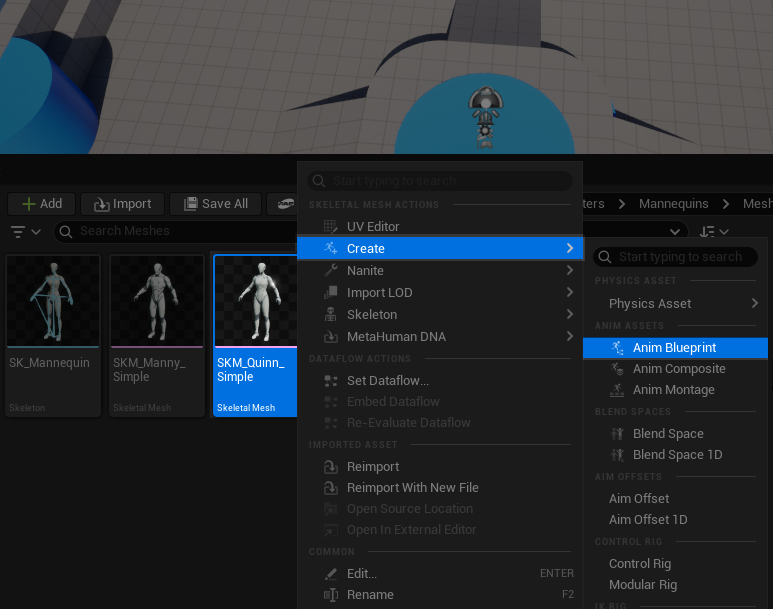 Start typing to search
SKELETAL MESH ACTIONS
Add
Import
Save All
ters
Mannequins
Mesh
Search Meshes
UV Editor
Create
Nanite
Import LOD
Skeleton
MetaHuman DNA
DATAFLOW ACTIONS
Set Dataflow...
Embed Dataflow
Re-Evaluate Dataflow
IMPORTED ASSET
Reimport
Reimport With New File
Open Source Location
Open In External Editor
COMMON
Edit... ENTER
Rename F2
SK_Mannequin
Skeleton
SKM_Manny_
Simple
Skeletal Mesh
SKM_Quinn_
Simple
Skeletal Mesh
Start typing to search
PHYSICS ASSET
Physics Asset
ANIM ASSETS
Anim Blueprint
Anim Composite
Anim Montage
BLEND SPACES
Blend Space
Blend Space 1D
AIM OFFSETS
Aim Offset
Aim Offset 1D
CONTROL RIG
Control Rig
Modular Rig
IK RIG